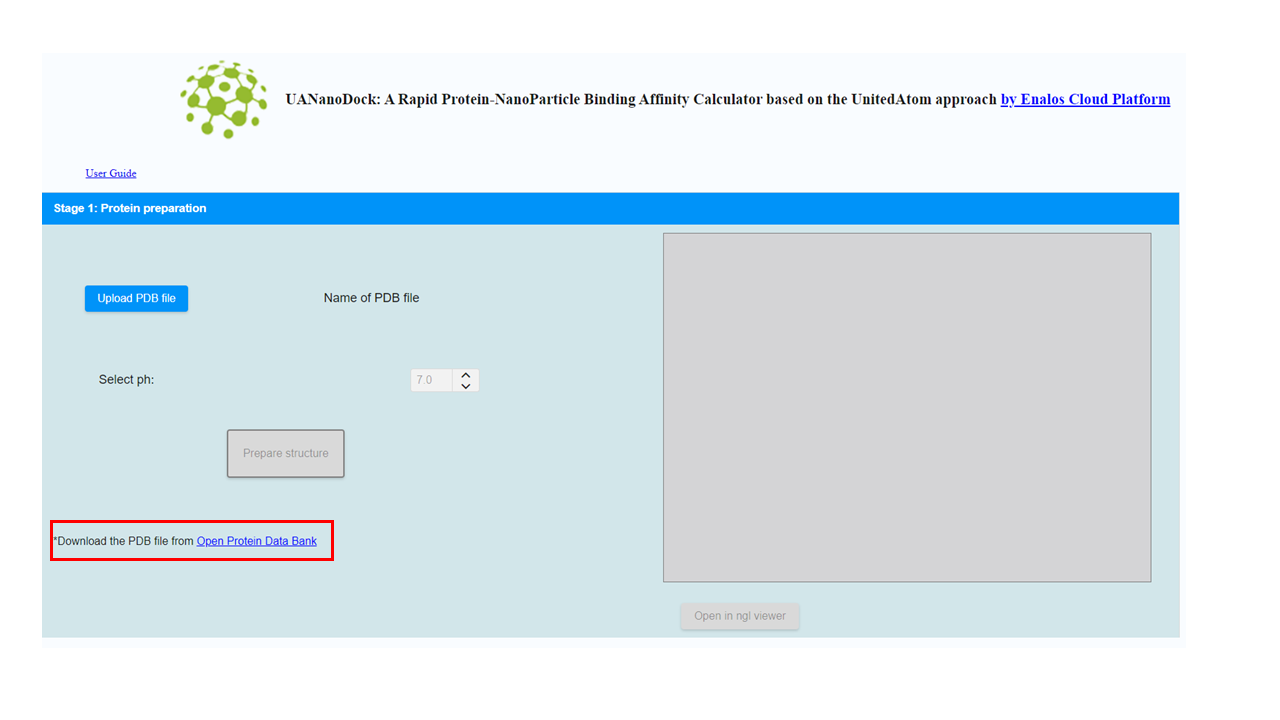 UANanoDock: A Rapid Protein-NanoParticle Binding Affinity Calculator based on the UnitedAtom approach by Enalos Cloud Platform
User Guide
Stage 1: Protein preparation
Upload PDB file
Name of PDB file
Select ph:
7.0
Prepare structure
*Download the PDB file from Open Protein Data Bank
Open in ngl viewer